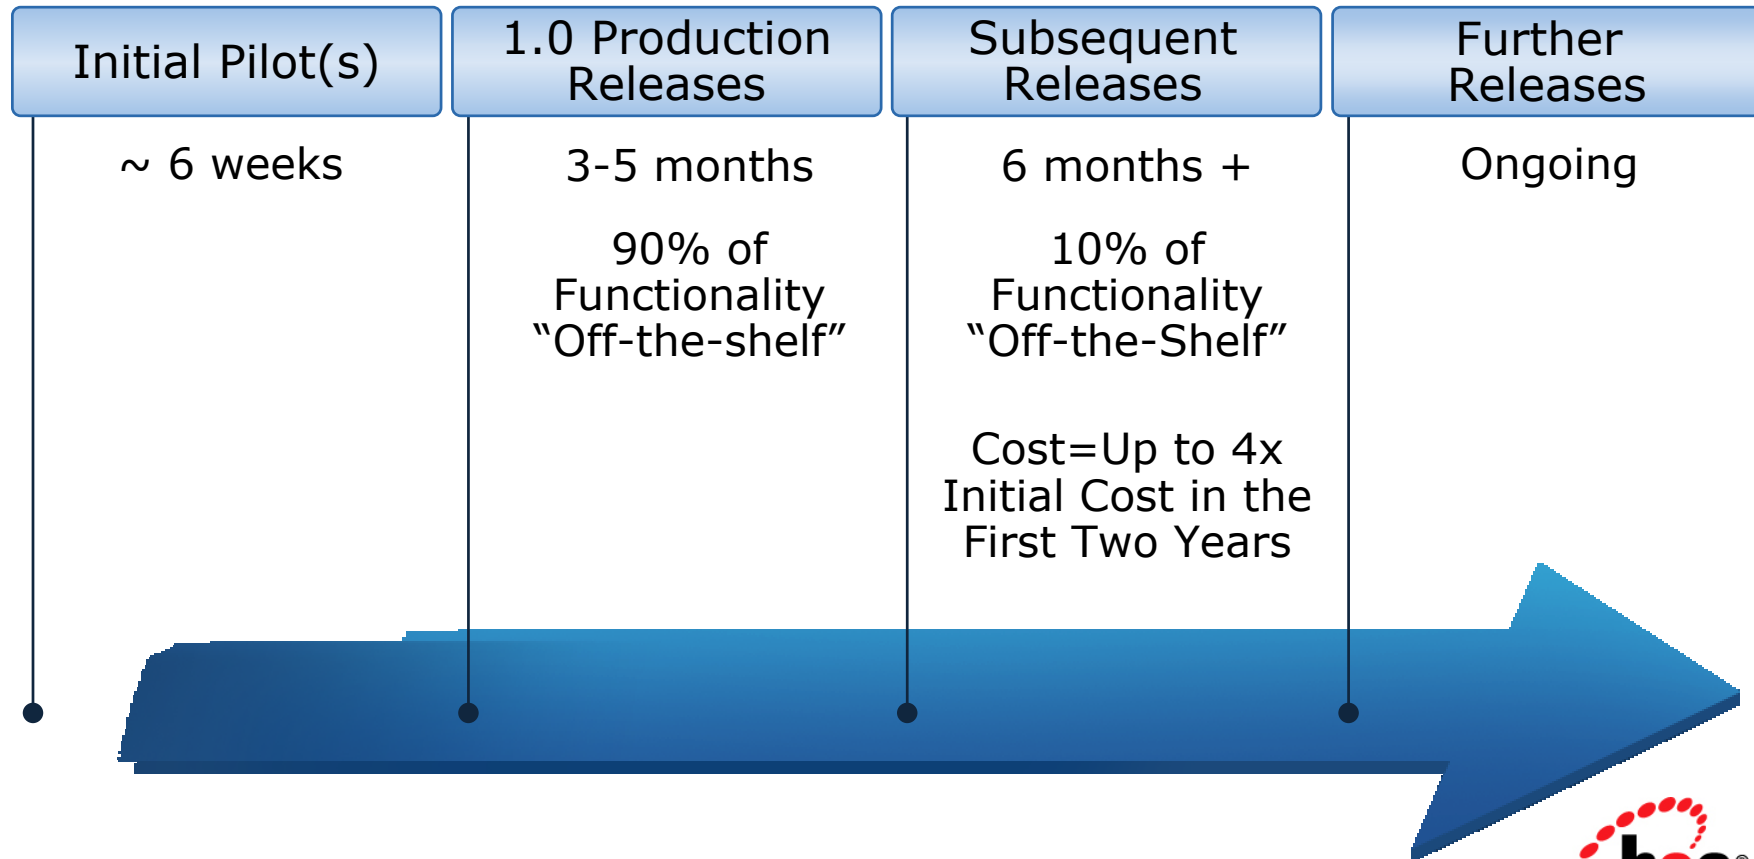 Initial Pilot(s)
1.0 Production
Releases
Subsequent
Releases
Further
Releases
~ 6 weeks
3-5 months
90% of
Functionality
“Off-the-shelf”
6 months +
10% of
Functionality
“Off-the-Shelf”
Cost=Up to 4x
Initial Cost in the
First Two Years
Ongoing